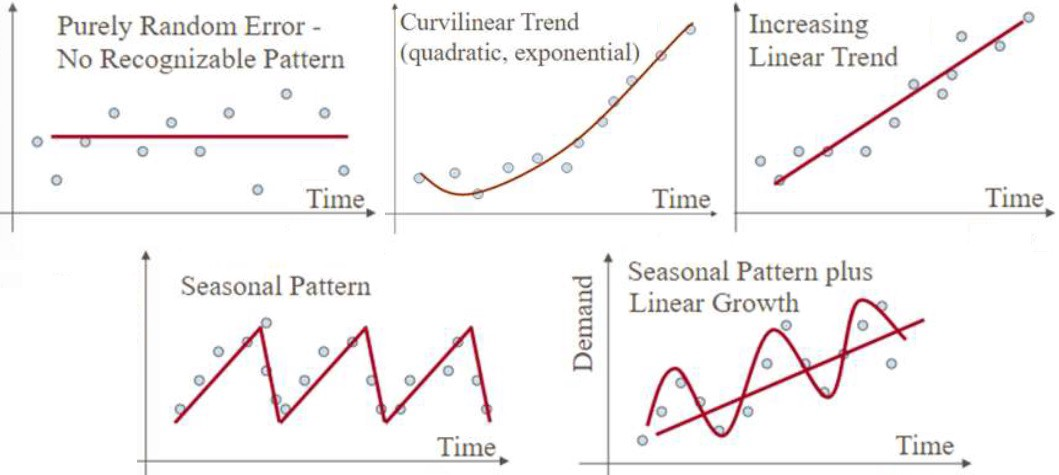 Purely Random Error -
No Recognizable Pattern
Time
Curvilinear Trend
(quadratic, exponential)
Time
Increasing
Linear Trend
Time
Seasonal Pattern
Time
Demand
Seasonal Pattern plus
Linear Growth
Time